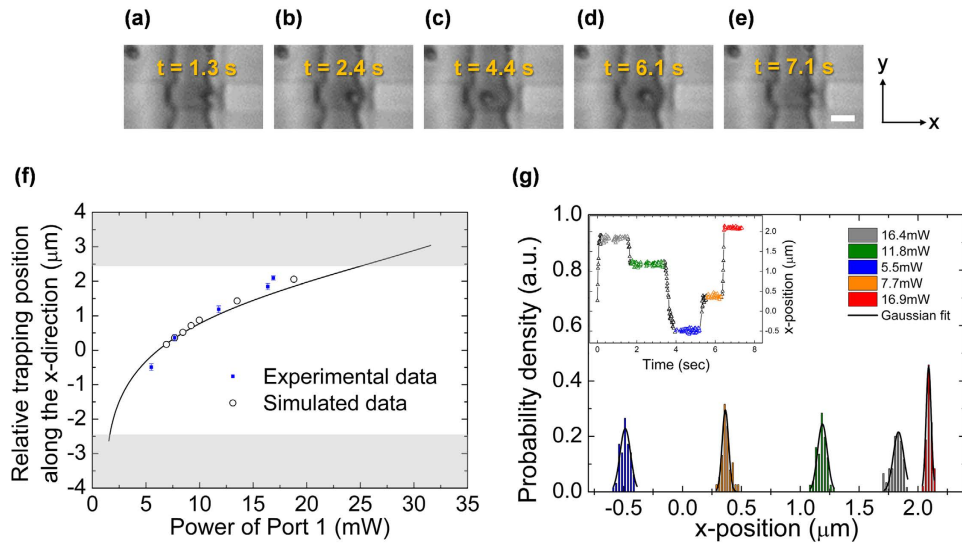 (a)
(b)
(c)
(d)
(e)
t = 1.3 s
t = 2.4 s
t = 4.4 s
t = 6.1 s
t = 7.1 s
y
x
(f)
Relative trapping position
along the x-direction (μm)
4
3
2
1
0
-1
-2
-3
-4
Experimental data
Simulated data
0 5 10 15 20 25 30 35
Power of Port 1 (mW)
(g)
Probability density (a.u.)
1.0
0.8
0.6
0.4
0.2
0.0
2.0
1.5
1.0
0.5
0.0
-0.5
x-position (μm)
0 2 4 6 8
Time (sec)
16.4mW
11.8mW
5.5mW
7.7mW
16.9mW
Gaussian fit
-0.5 0.0 0.5 1.0 1.5 2.0
x-position (μm)